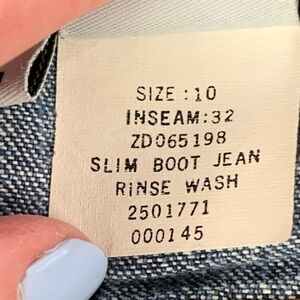 SIZE:10
INSEAM:32
ZD065198
SLIM BOOT JEAN
RINSE WASH
2501771
000145